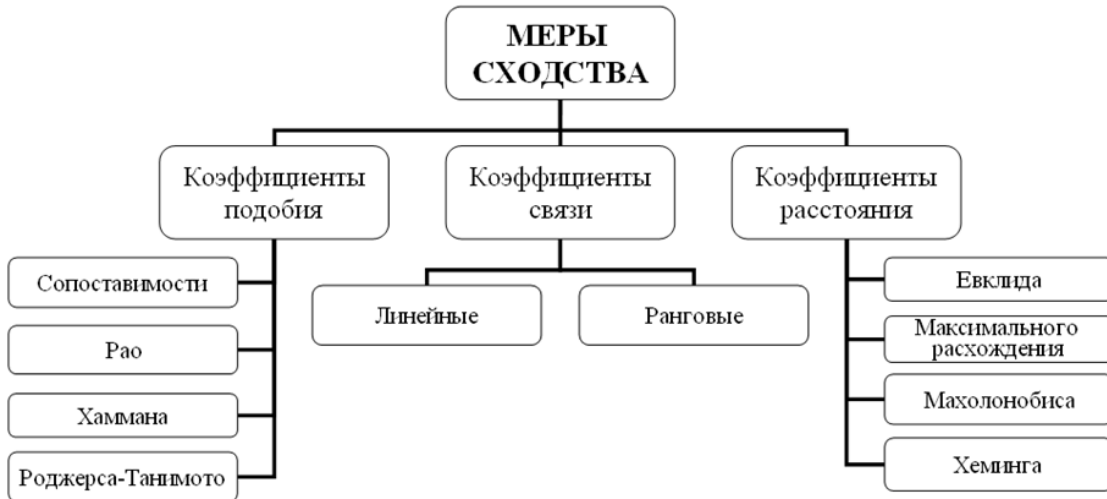 МЕРЫ
СХОДСТВА
Коэффициенты
подобия
Коэффициенты
связи
Коэффициенты
расстояния
Сопоставимости
Рао
Хаммана
Роджерса-Танимото
Линейные
Ранговые
Евклида
Максимального
расхождения
Махолонобиса
Хеминга